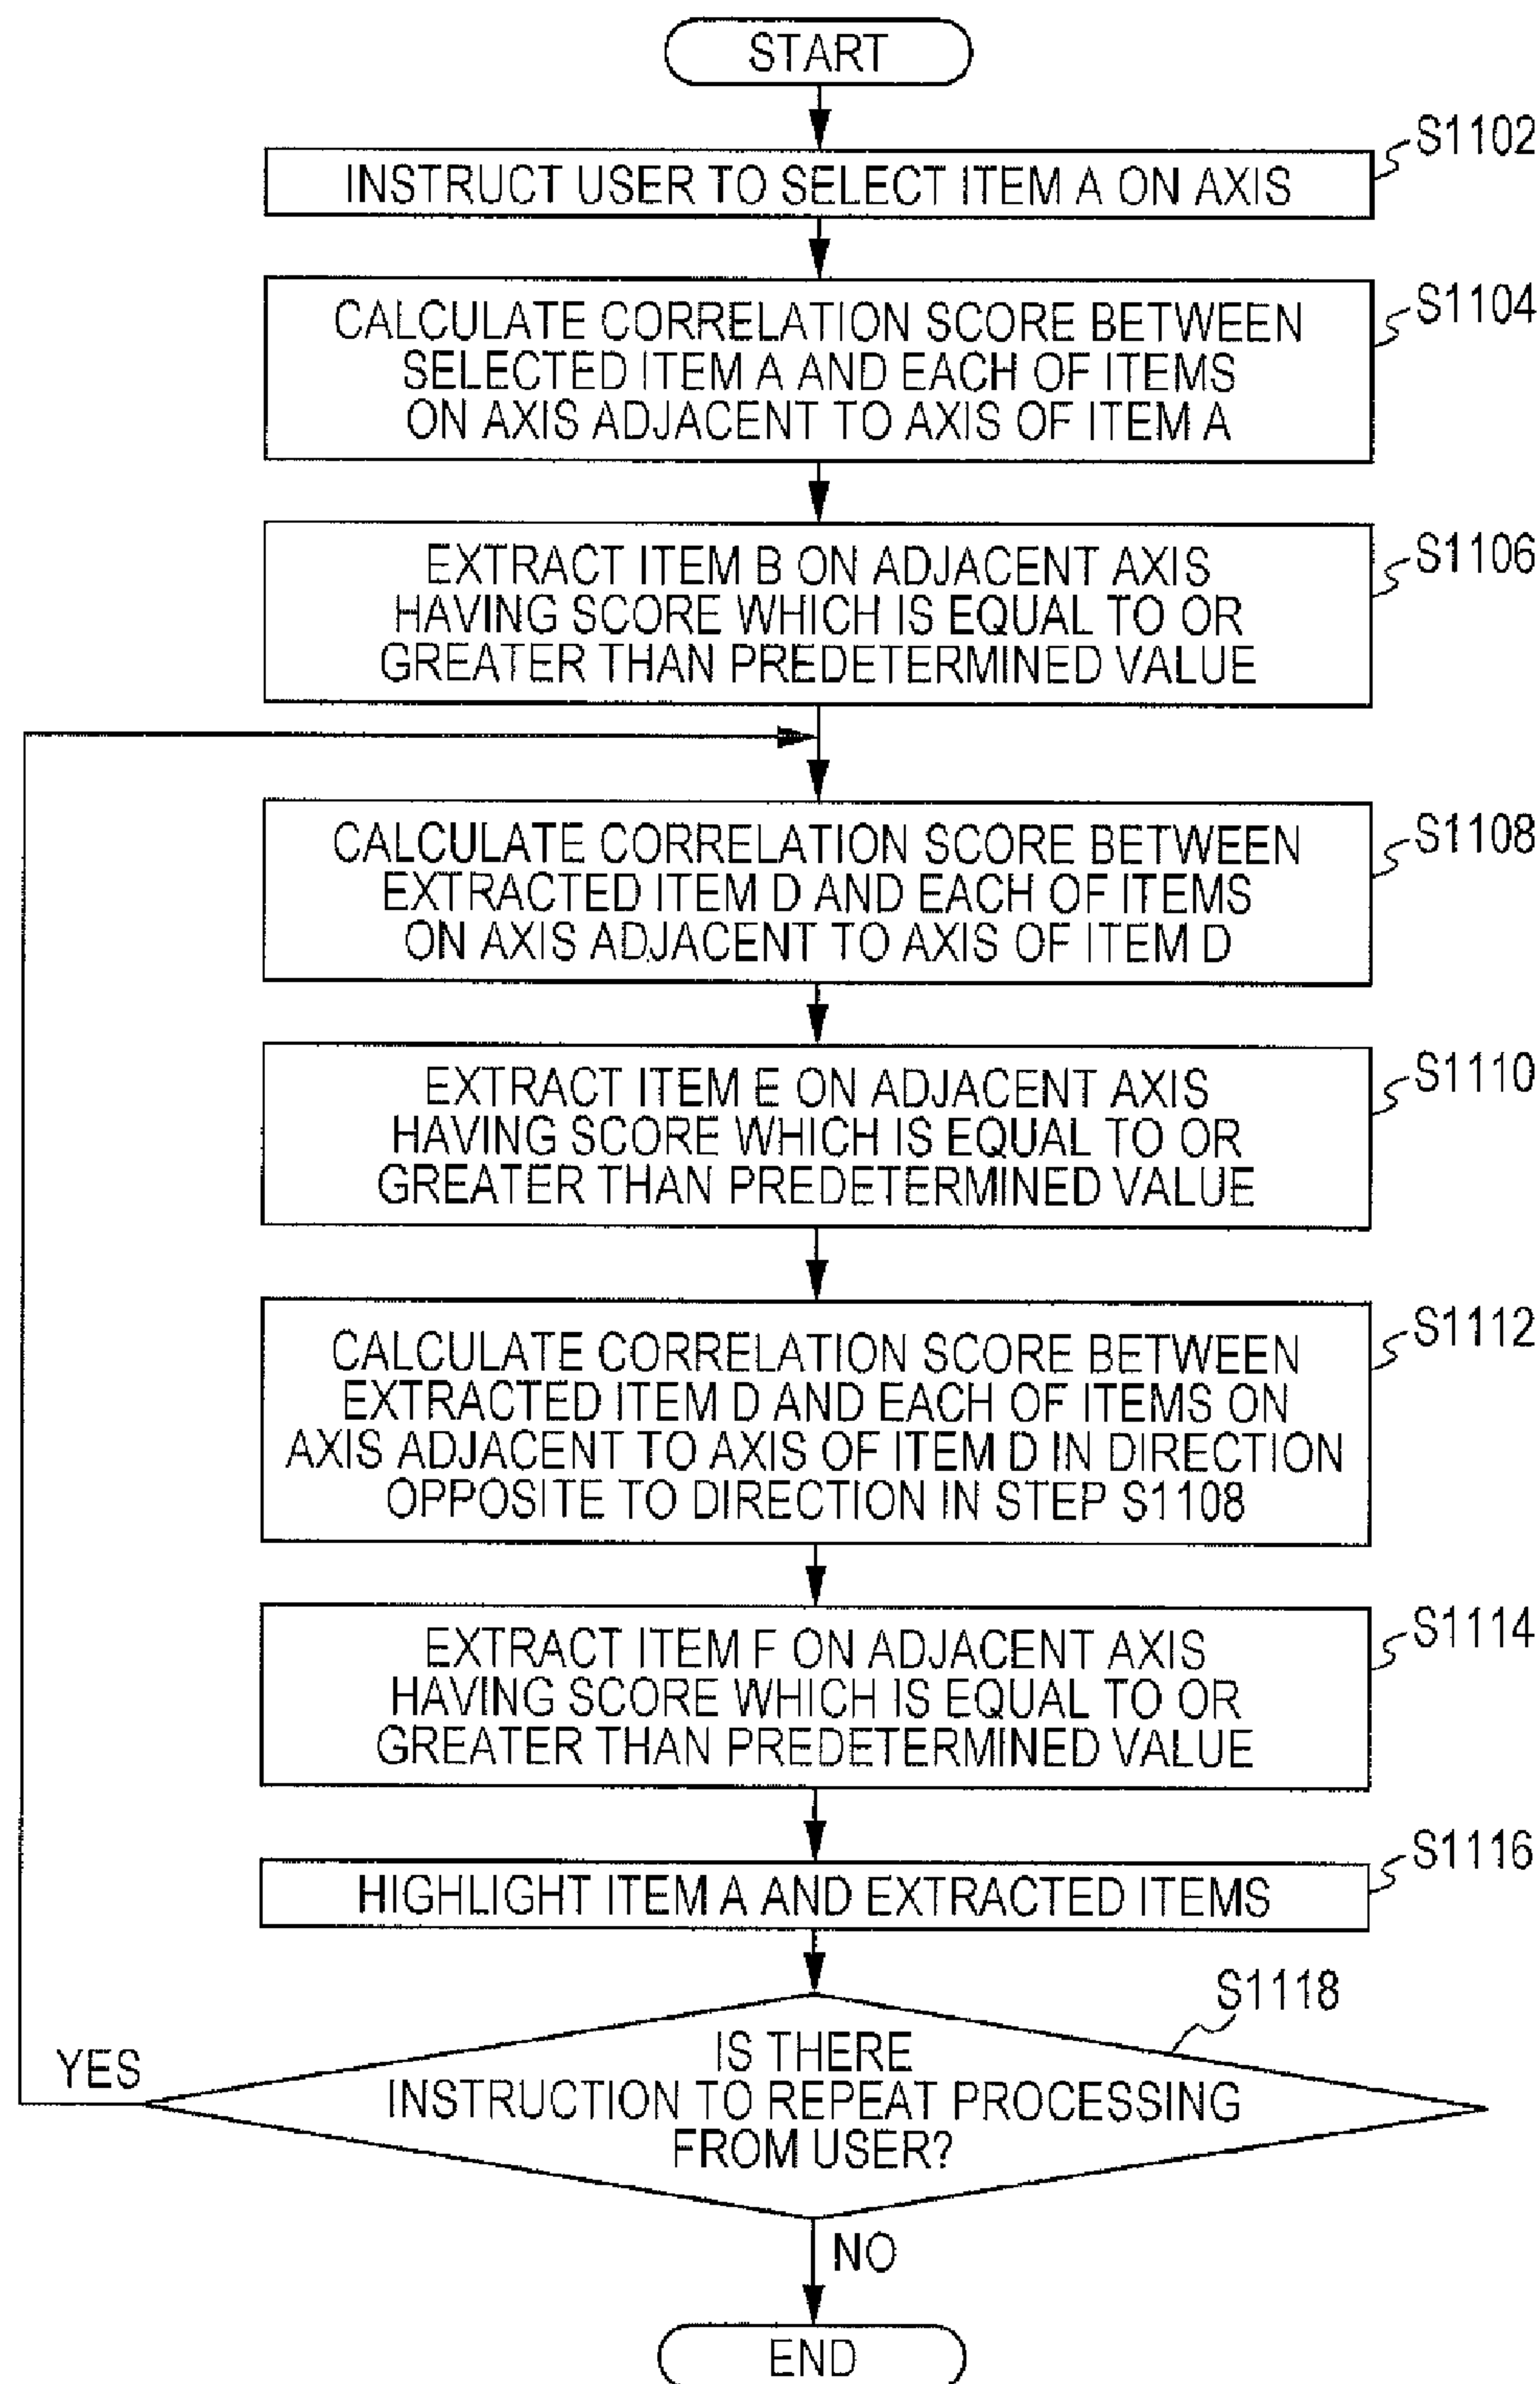 START
S1102
INSTRUCT USER TO SELECT ITEM A ON AXIS
S1104
CALCULATE CORRELATION SCORE BETWEEN
SELECTED ITEM A AND EACH OF ITEMS
ON AXIS ADJACENT TO AXIS OF ITEM A
S1106
EXTRACT ITEM B ON ADJACENT AXIS
HAVING SCORE WHICH IS EQUAL TO OR
GREATER THAN PREDETERMINED VALUE
S1108
CALCULATE CORRELATION SCORE BETWEEN
EXTRACTED ITEM D AND EACH OF ITEMS
ON AXIS ADJACENT TO AXIS OF ITEM D
S1110
EXTRACT ITEM E ON ADJACENT AXIS
HAVING SCORE WHICH IS EQUAL TO OR
GREATER THAN PREDETERMINED VALUE
S1112
CALCULATE CORRELATION SCORE BETWEEN
EXTRACTED ITEM D AND EACH OF ITEMS ON
AXIS ADJACENT TO AXIS OF ITEM D IN DIRECTION
OPPOSITE TO DIRECTION IN STEP S1108
S1114
EXTRACT ITEM F ON ADJACENT AXIS
HAVING SCORE WHICH IS EQUAL TO OR
GREATER THAN PREDETERMINED VALUE
S1116
HIGHLIGHT ITEM A AND EXTRACTED ITEMS
S1118
IS THERE
INSTRUCTION TO REPEAT PROCESSING
FROM USER?
YES
NO
END